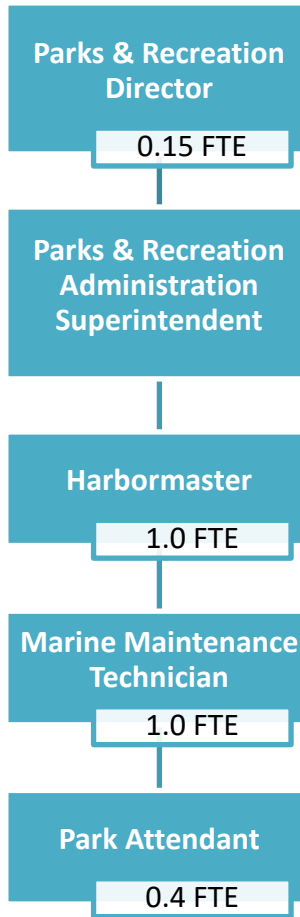 Parks & Recreation
Director
0.15 FTE
Parks & Recreation
Administration
Superintendent
Harbormaster
1.0 FTE
Marine Maintenance
Technician
1.0 FTE
Park Attendant
0.4 FTE